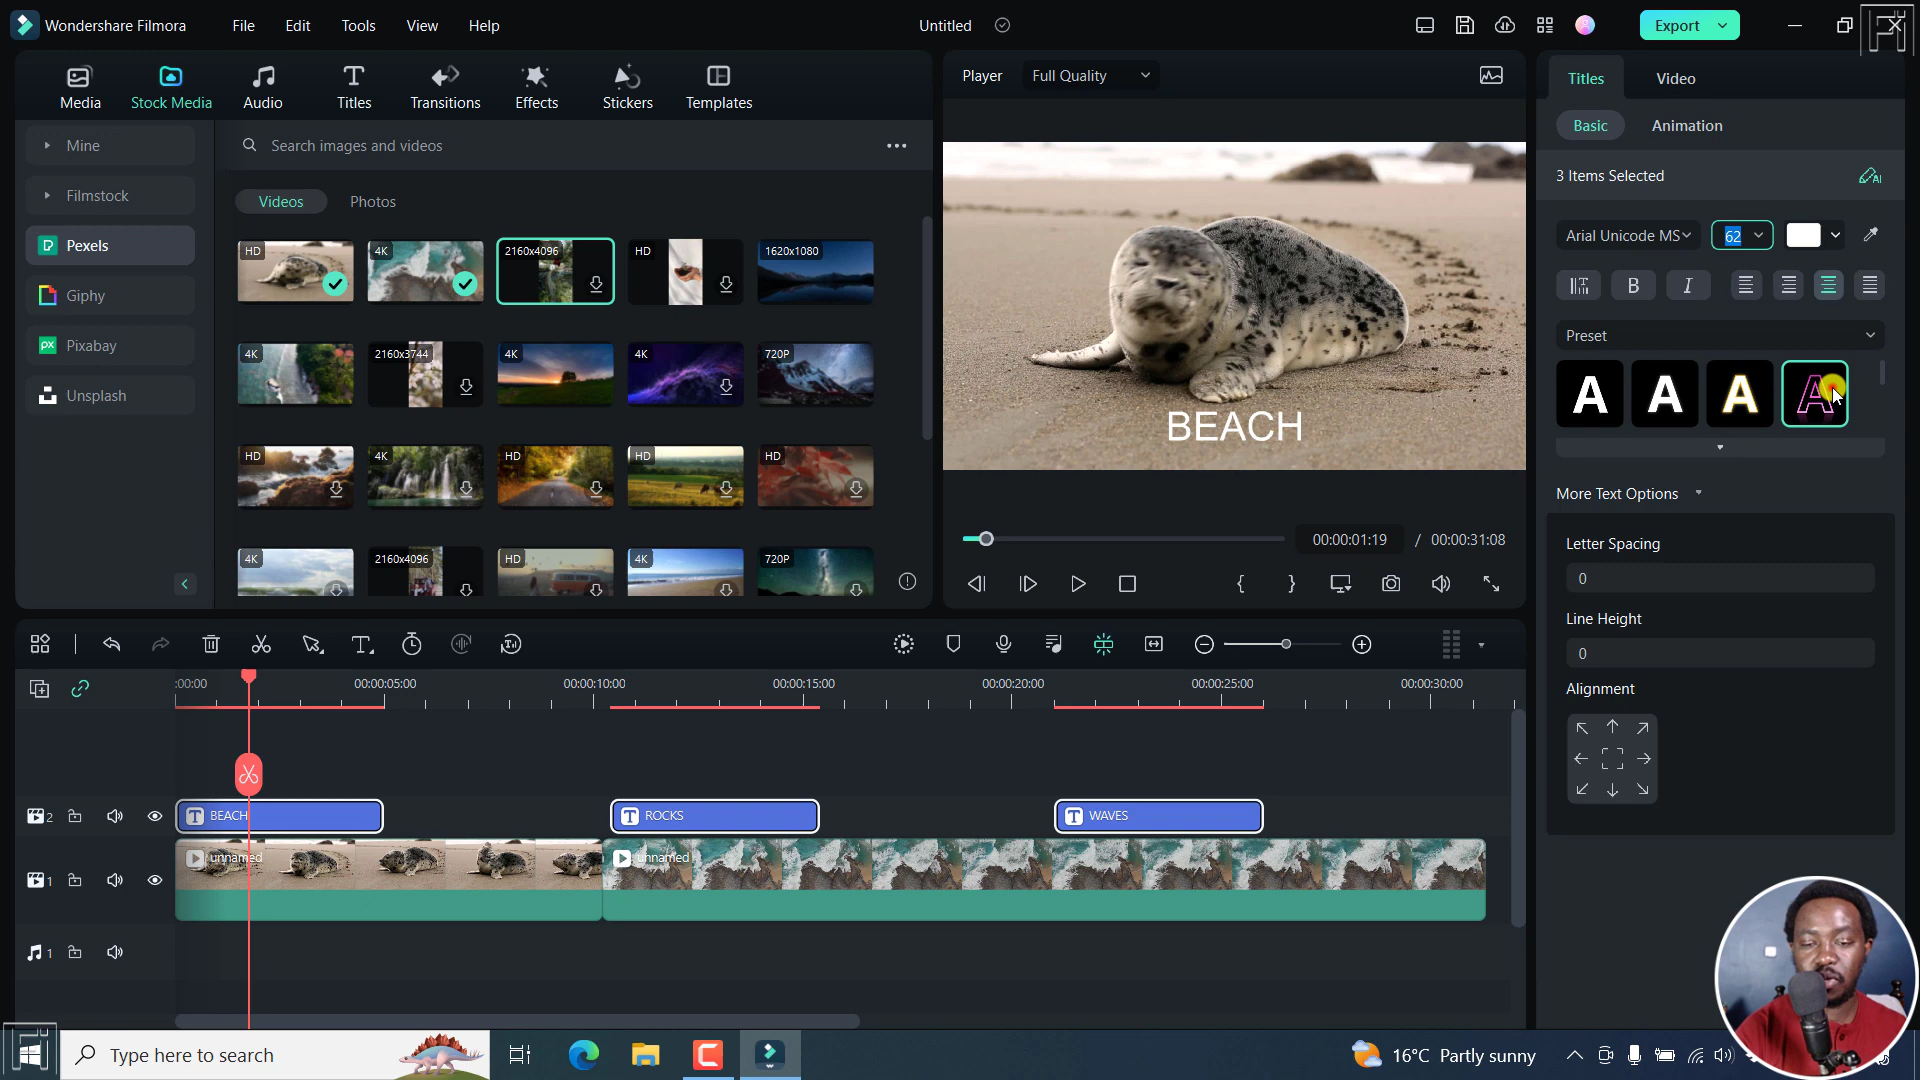 Wondershare Filmora
File
Edit
Tools
View
Help
Untitled
Export
Media
Stock Media
Audio
Titles
Transitions
Effects
Stickers
Templates
Player
Full Quality
Titles
Video
Basic
Animation
Mine
Filmstock
Pexels
Giphy
Pixabay
Unsplash
Search images and videos
Videos
Photos
HD
4K
2160x4096
HD
1620x1080
4K
2160x3744
4K
4K
720P
HD
4K
HD
HD
HD
4K
2160x4096
HD
4K
720P
BEACH
00:00:01:19 / 00:00:31:08
3 Items Selected
AI
Arial Unicode MS
62
B
I
Preset
A
A
A
A
More Text Options
Letter Spacing
0
Line Height
0
Alignment
:00:00
00:00:05:00
00:00:10:00
00:00:15:00
00:00:20:00
00:00:25:00
00:00:30:00
2
T BEACH
T ROCKS
T WAVES
1
unnamed
unnamed
1
Type here to search
16°C Partly sunny